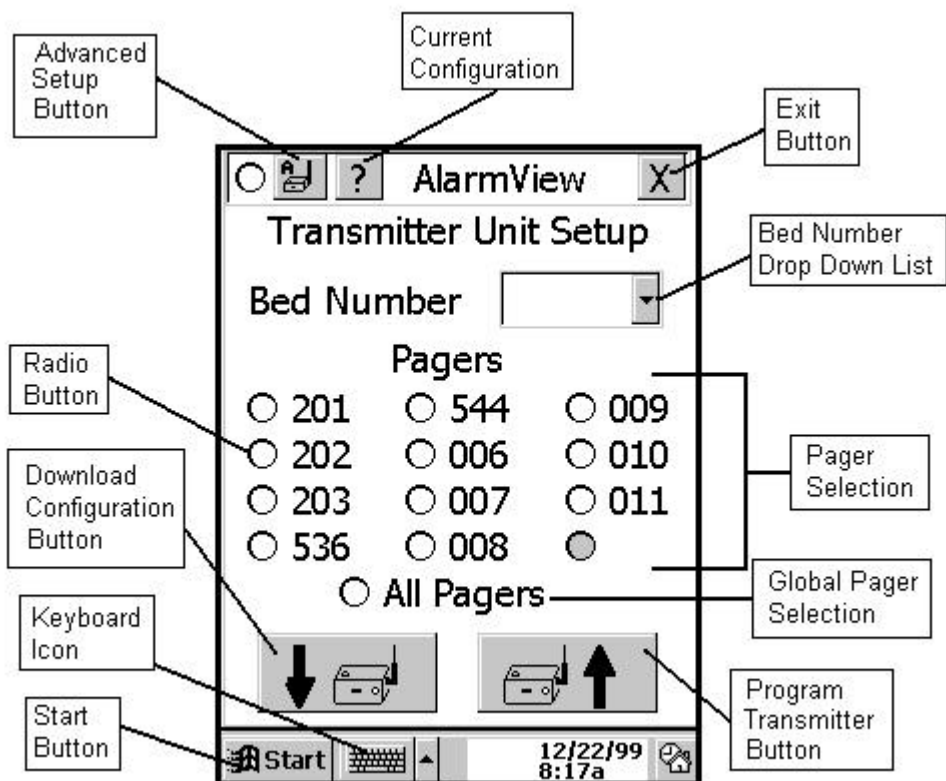 Advanced
Setup
Button
Current
Configuration
Exit
Button
A
? AlarmView X
Transmitter Unit Setup
Bed Number
Bed Number
Drop Down List
Radio
Button
Pagers
201 544 009
202 006 010
203 007 011
536 008
All Pagers
Download
Configuration
Button
Pager
Selection
Global Pager
Selection
Keyboard
Icon
Program
Transmitter
Button
Start
Button
Start
12/22/99
8:17a